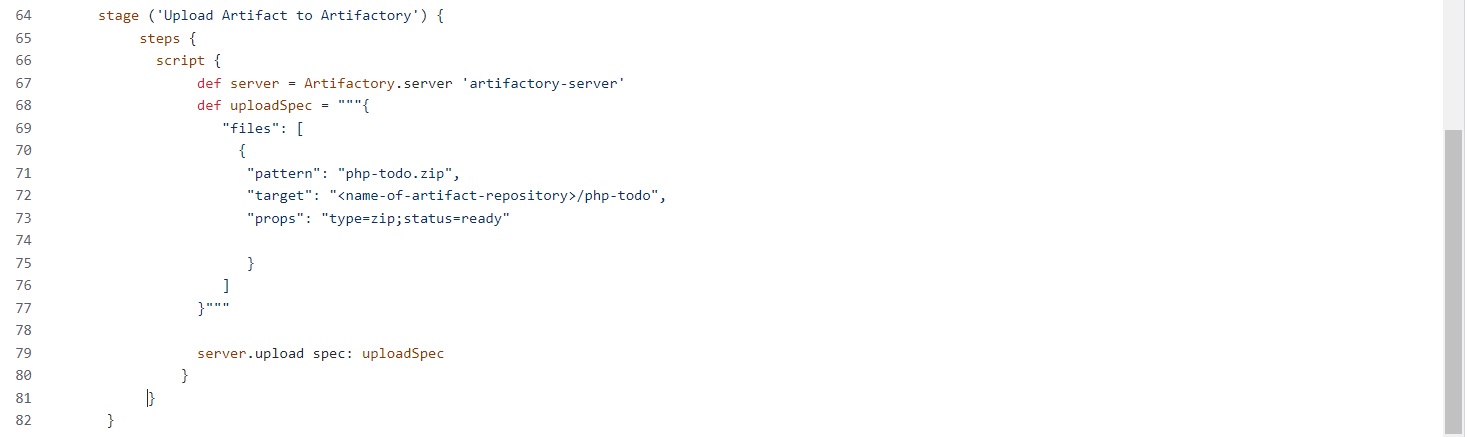 64 stage ('Upload Artifact to Artifactory') {
65 steps {
66 script {
67 def server = Artifactory.server 'artifactory-server'
68 def uploadSpec = """{
69 "files": [
70 {
71 "pattern": "php-todo.zip",
72 "target": "<name-of-artifact-repository>/php-todo",
73 "props": "type=zip;status=ready"
74
75 }
76 ]
77 }"""
78
79 server.upload spec: uploadSpec
80 }
81 }
82 }